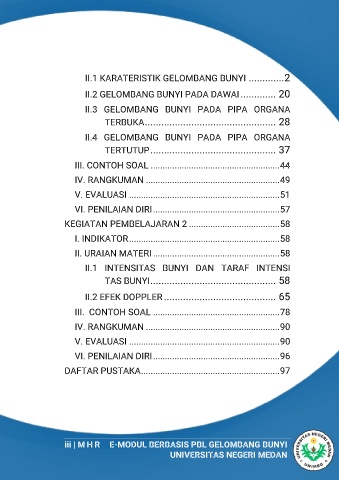 II.1 KARATERISTIK GELOMBANG BUNYI .............2
II.2 GELOMBANG BUNYI PADA DAWAI............. 20
II.3 GELOMBANG BUNYI PADA PIPA ORGANA
TERBUKA............................................. 28
II.4 GELOMBANG BUNYI PADA PIPA ORGANA
TERTUTUP........................................... 37
III. CONTOH SOAL ..............................................44
IV. RANGKUMAN ................................................49
V. EVALUASI ......................................................51
VI. PENILAIAN DIRI.............................................57
KEGIATAN PEMBELAJARAN 2 ................................58
I. INDIKATOR......................................................58
II. URAIAN MATERI .............................................58
II.1 INTENSITAS BUNYI DAN TARAF INTENSI
TAS BUNYI........................................... 58
II.2 EFEK DOPPLER ...................................... 65
III. CONTOH SOAL .............................................78
IV. RANGKUMAN ................................................90
V. EVALUASI ......................................................90
VI. PENILAIAN DIRI.............................................96
DAFTAR PUSTAKA..................................................97
iii | M H R E-MODUL BERBASIS PBL GELOMBANG BUNYI
UNIVERSITAS NEGERI MEDAN
UNIVERSITAS NEGERI MEDAN
UNIMED